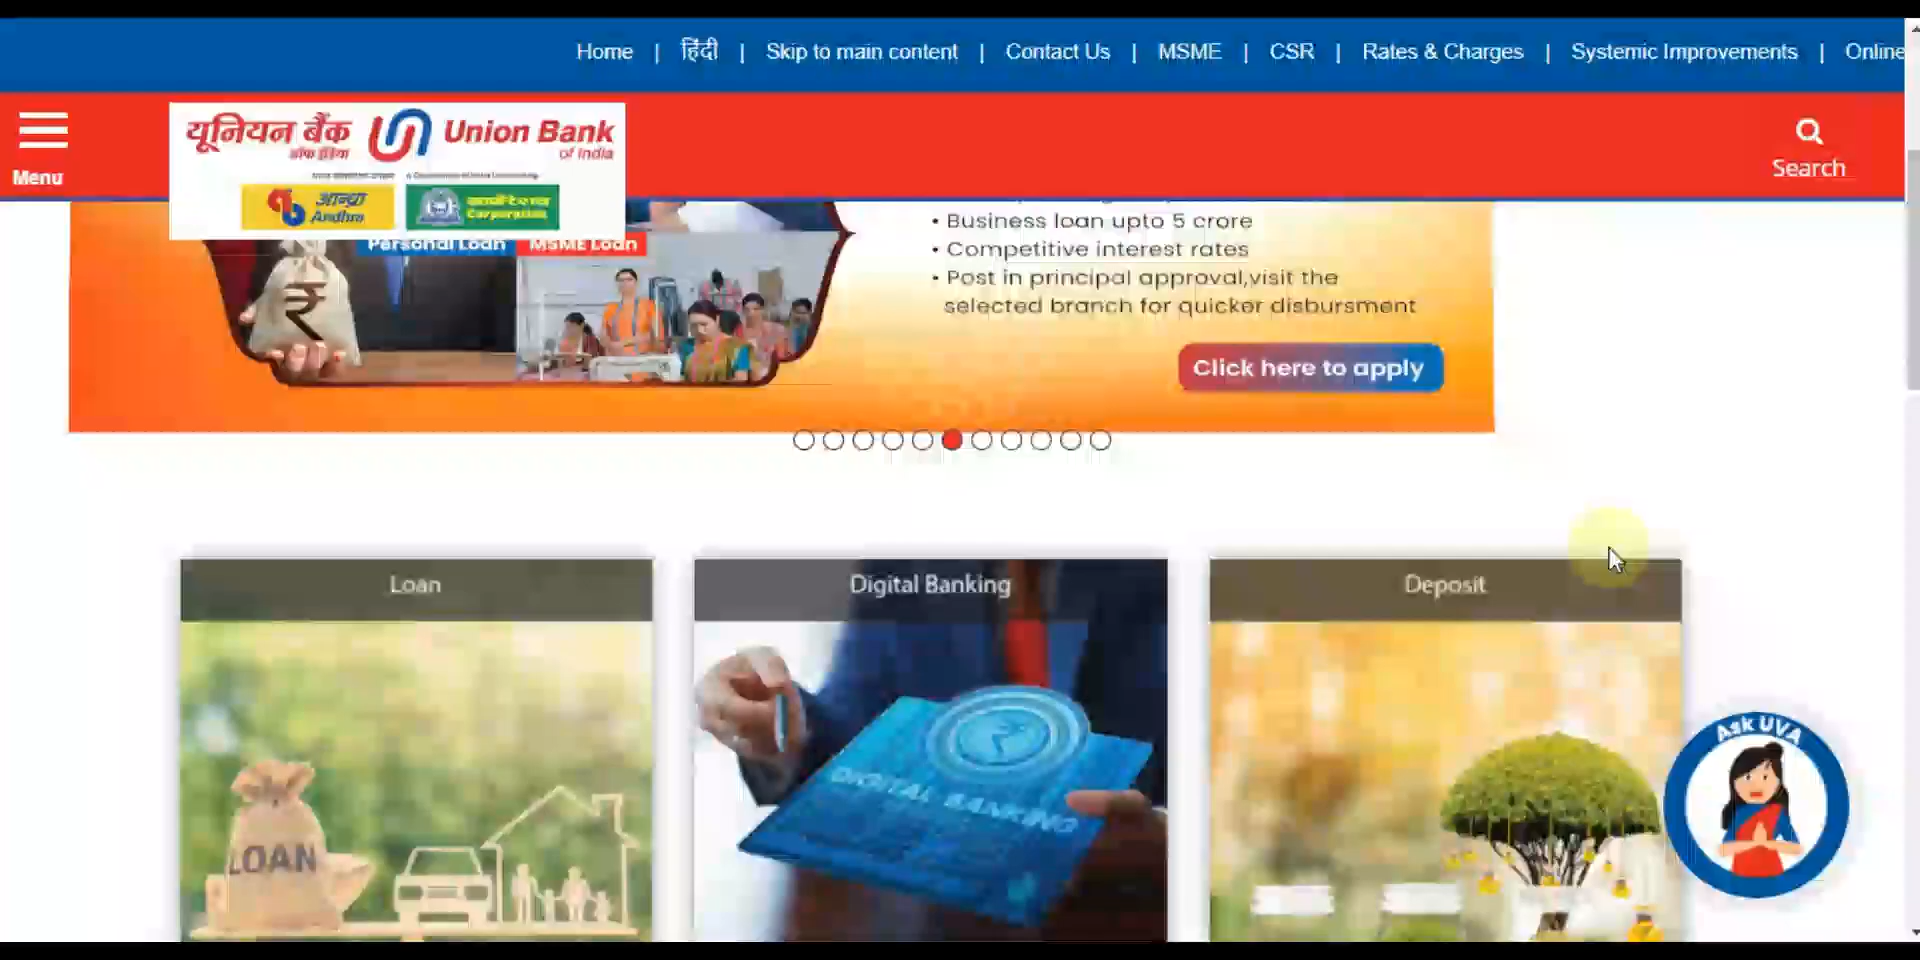 Home | हिंदी | Skip to main content | Contact Us | MSME | CSR | Rates & Charges | Systemic Improvements | Online
Menu
यूनियन बैंक
ऑफ इंडिया
Union Bank
of India
आन्ध्रा
Andhra
Corporation
Search
Personal Loan
MSME Loan
• Business loan upto 5 crore
• Competitive interest rates
• Post in principal approval,visit the
selected branch for quicker disbursment
Click here to apply
Loan
Digital Banking
Deposit
LOAN
DIGITAL BANKING
Ask UVA